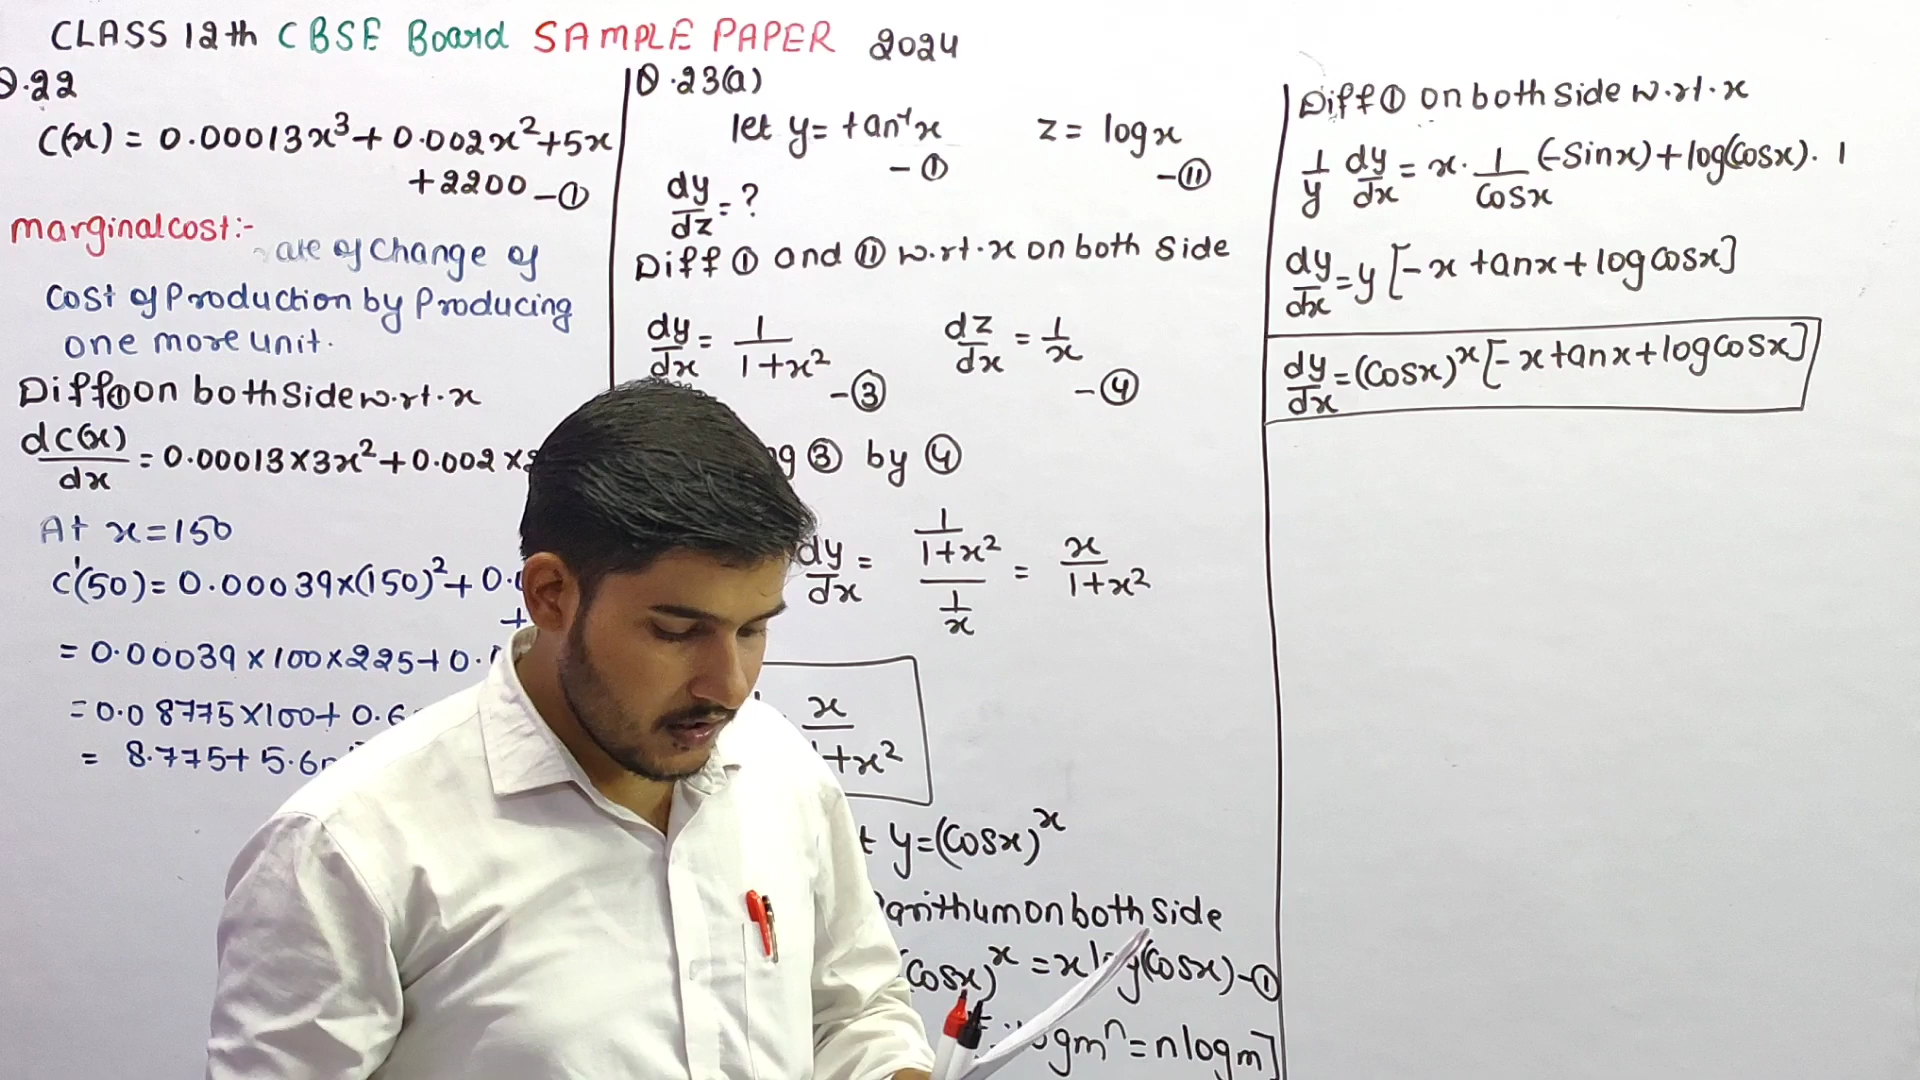 CLASS 12th CBSE Board SAMPLE PAPER 2024
Q.22
C(x) = 0.00013x³ + 0.002x² + 5x
+ 2200 — ①
marginal cost:-
ate of Change of
Cost of Production by Producing
one more unit.
Diff ① on both Side w.r.t. x
dC(x)/dx = 0.00013 × 3x² + 0.002 ×
At x = 150
C'(50) = 0.00039 × (150)² + 0.
+
= 0.00039 × 100 × 225 + 0.
= 0.08775 × 100 + 0.6
= 8.775 + 5.6
Q.23(a)
let y = tan⁻¹x — ① z = log x — ⑪
dy/dz = ?
Diff ① and ⑪ w.r.t. x on both Side
dy/dx = 1/(1+x²) — ③ dz/dx = 1/x — ④
g ③ by ④
dy/dx = (1/(1+x²))/(1/x) = x/(1+x²)
x/(1+x²)
y = (Cosx)ˣ
arithum on both Side
(Cosx)ˣ = x log(Cosx) — ①
logmⁿ = n log m]
Diff ① on both Side w.r.t. x
1/y dy/dx = x. 1/Cosx (-Sinx) + log(Cosx). 1
dy/dx = y [-x tanx + log cosx]
dy/dx = (Cosx)ˣ [-x tanx + log cosx]